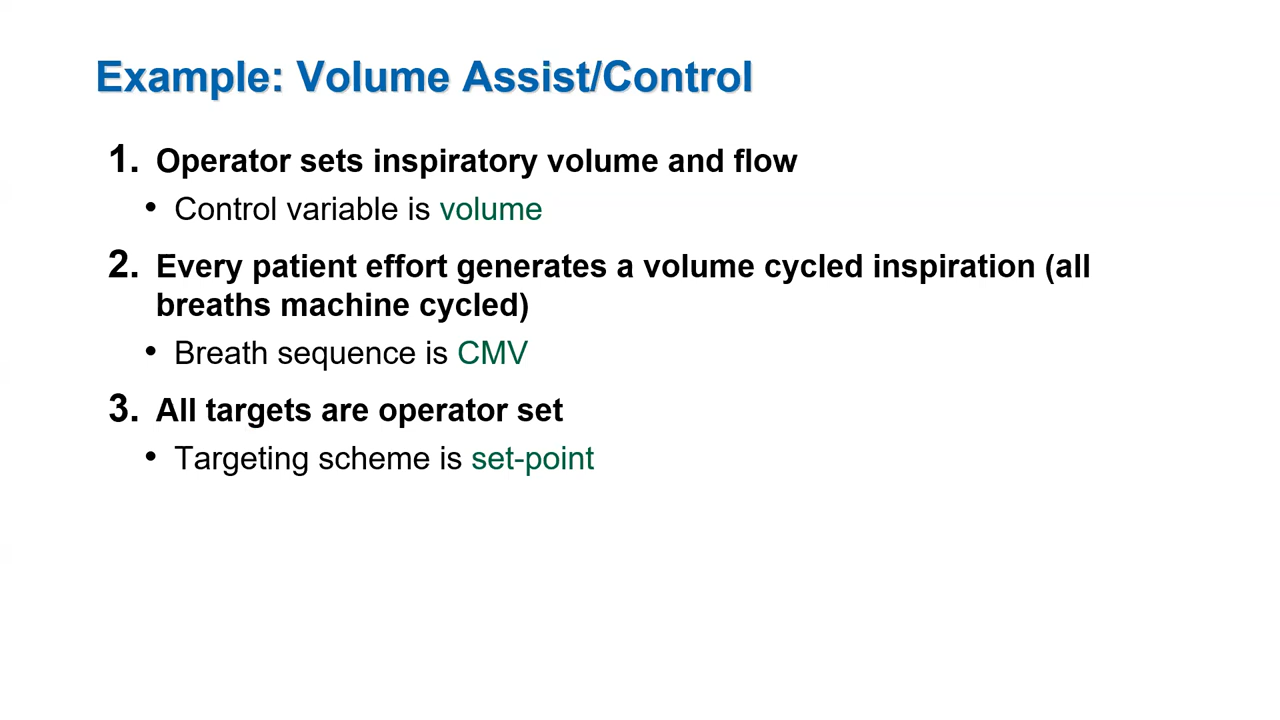 Example: Volume Assist/Control
1. Operator sets inspiratory volume and flow
• Control variable is volume
2. Every patient effort generates a volume cycled inspiration (all
breaths machine cycled)
• Breath sequence is CMV
3. All targets are operator set
• Targeting scheme is set-point